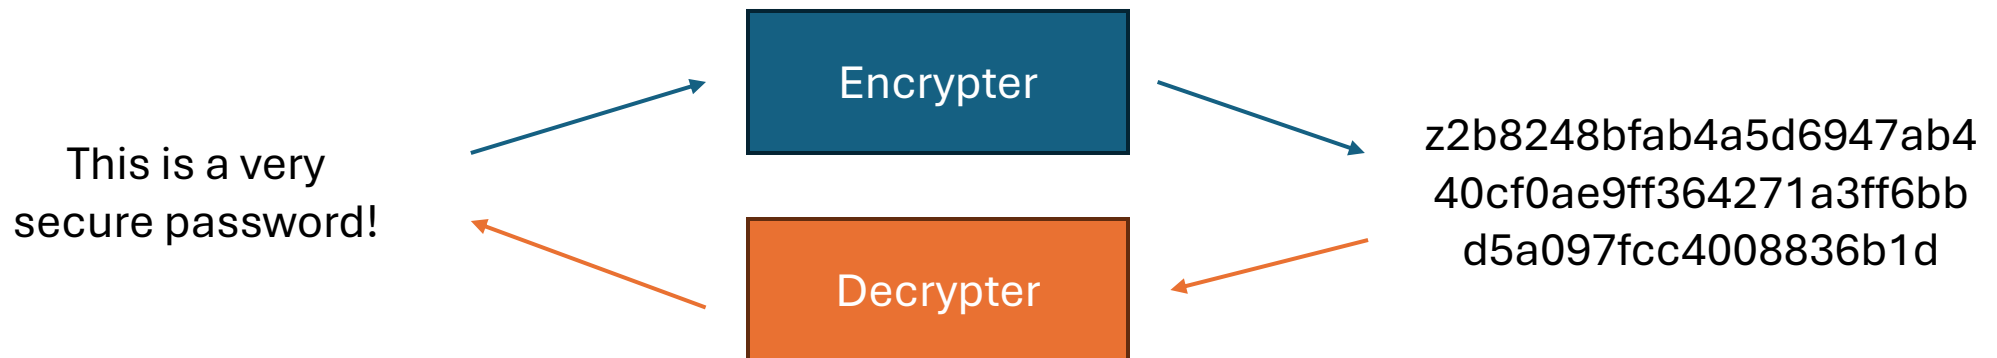 Encrypter
This is a very
secure password!
z2b8248bfab4a5d6947ab4
40cf0ae9ff364271a3ff6bb
d5a097fcc4008836b1d
Decrypter